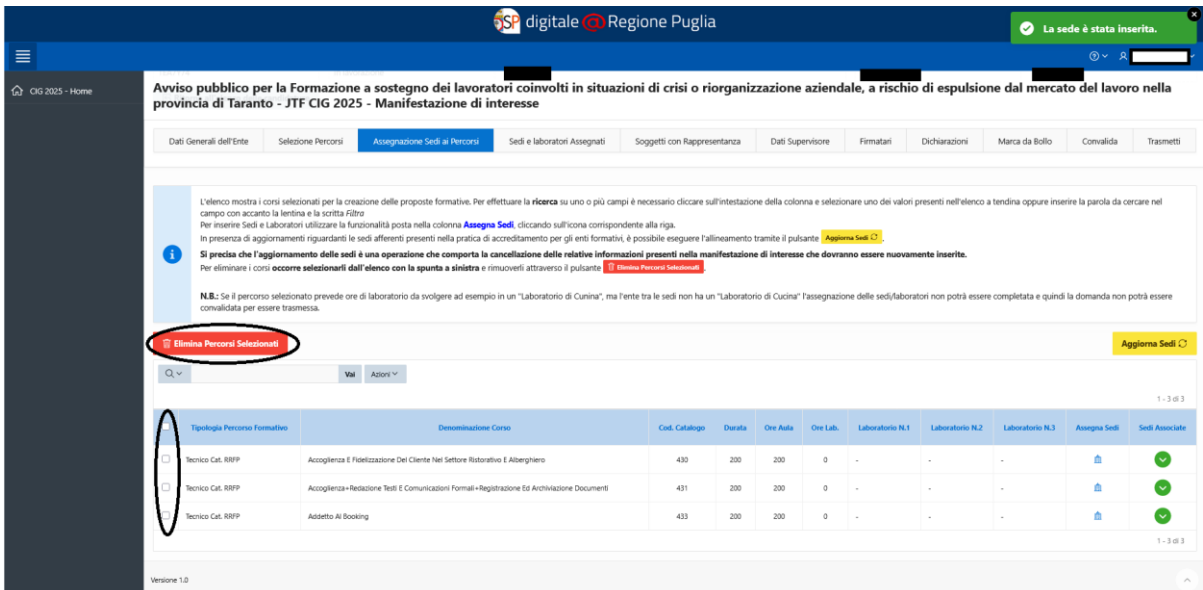 SP digitale @ Regione Puglia
La sede è stata inserita.
CIG 2025 - Home
Avviso pubblico per la Formazione a sostegno dei lavoratori coinvolti in situazioni di crisi o riorganizzazione aziendale, a rischio di espulsione dal mercato del lavoro nella
provincia di Taranto - JTF CIG 2025 - Manifestazione di interesse
Dati Generali dell'Ente Selezione Percorsi Assegnazione Sedi ai Percorsi Sedi e laboratori Assegnati Soggetti con Rappresentanza Dati Supervisore Firmatari Dichiarazioni Marca da Bollo Convalida Trasmetti
L'elenco mostra i corsi selezionati per la creazione delle proposte formative. Per effettuare la ricerca su uno o più campi è necessario cliccare sull'intestazione della colonna e selezionare uno dei valori presenti nell'elenco a tendina oppure inserire la parola da cercare nel
campo con accanto la lentina e la scritta Filtra
Per inserire Sedi e Laboratori utilizzare la funzionalità posta nella colonna Assegna Sedi, cliccando sull'icona corrispondente alla riga.
In presenza di aggiornamenti riguardanti le sedi afferenti presenti nella pratica di accreditamento per gli enti formativi, è possibile eseguere l'allineamento tramite il pulsante Aggiorna Sedi .
Si precisa che l'aggiornamento delle sedi è una operazione che comporta la cancellazione delle relative informazioni presenti nella manifestazione di interesse che dovranno essere nuovamente inserite.
Per eliminare i corsi occorre selezionarli dall'elenco con la spunta a sinistra e rimuoverli attraverso il pulsante Elimina Percorsi Selezionati .
N.B.: Se il percorso selezionato prevede ore di laboratorio da svolgere ad esempio in un "Laboratorio di Cunina", ma l'ente tra le sedi non ha un "Laboratorio di Cucina" l'assegnazione delle sedi/laboratori non potrà essere completata e quindi la domanda non potrà essere
convalidata per essere trasmessa.
Elimina Percorsi Selezionati Aggiorna Sedi
Vai Azioni
1 - 3 di 3
Tipologia Percorso Formativo Denominazione Corso Cod. Catalogo Durata Ore Aula Ore Lab. Laboratorio N.1 Laboratorio N.2 Laboratorio N.3 Assegna Sedi Sedi Associate
Tecnico Cat. RRFP Accoglienza E Fidelizzazione Del Cliente Nel Settore Ristorativo E Alberghiero 430 200 200 0 - - -
Tecnico Cat. RRFP Accoglienza+Redazione Testi E Comunicazioni Formali+Registrazione Ed Archiviazione Documenti 431 200 200 0 - - -
Tecnico Cat. RRFP Addetto Al Booking 433 200 200 0 - - -
1 - 3 di 3
Versione 1.0